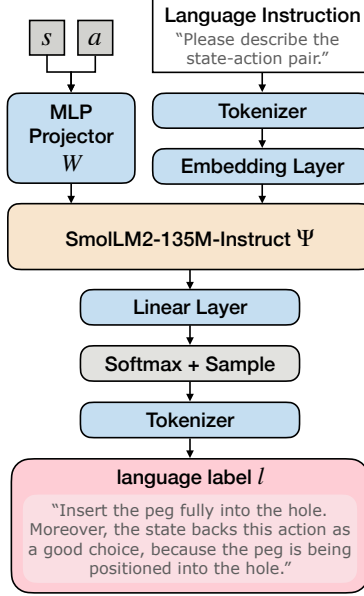 Language Instruction
“Please describe the
state-action pair.”
s
a
MLP
Projector
W
Tokenizer
Embedding Layer
SmolLM2-135M-Instruct Ψ
Linear Layer
Softmax + Sample
Tokenizer
language label l
“Insert the peg fully into the hole.
Moreover, the state backs this action as
a good choice, because the peg is being
positioned into the hole.”